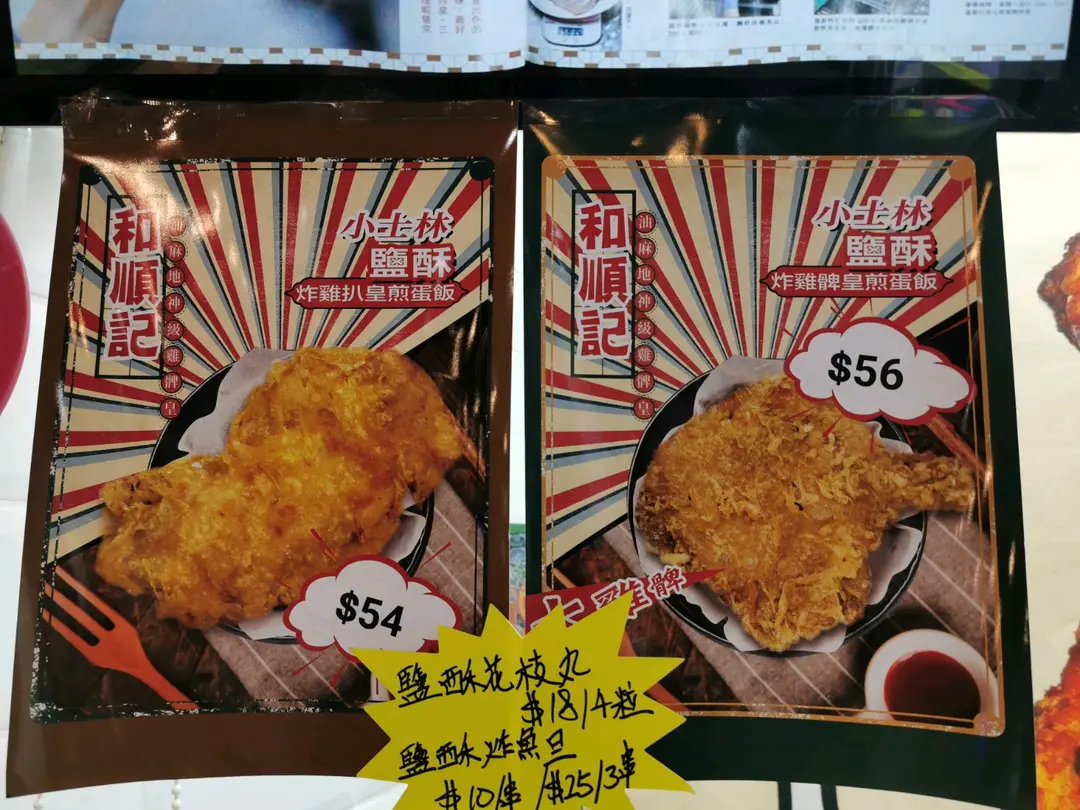 和順記
油麻地神級雞髀皇
小士林
鹽酥
炸雞扒皇煎蛋飯
$54
和順記
油麻地神級雞髀皇
小士林
鹽酥
炸雞髀皇煎蛋飯
$56
大雞髀
鹽酥花枝丸
$18/4粒
鹽酥炸魚旦
$10/串/$25/3串